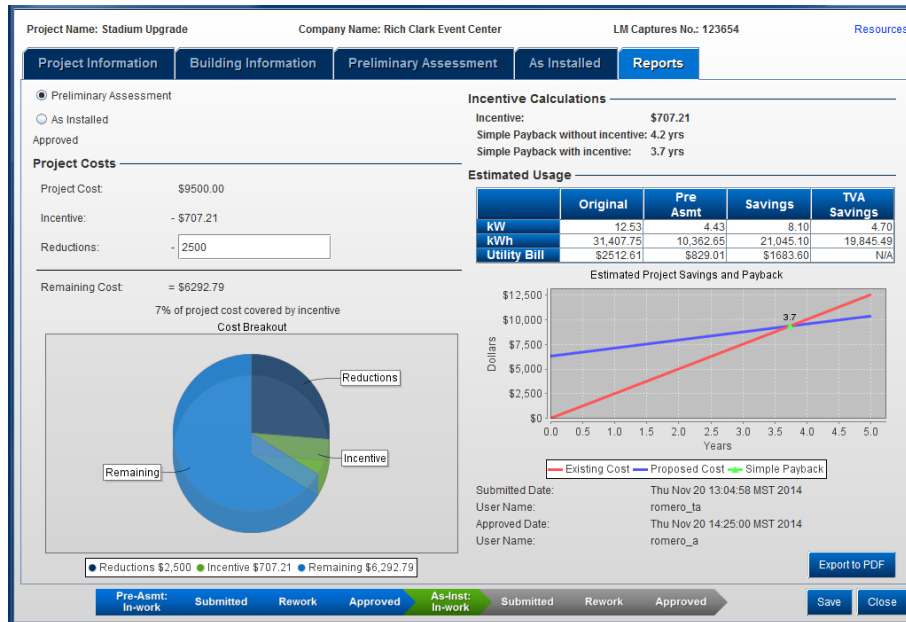 Project Name: Stadium Upgrade Company Name: Rich Clark Event Center LM Captures No.: 123654 Resources
Project Information Building Information Preliminary Assessment As Installed Reports
Preliminary Assessment
As Installed
Approved
Project Costs
Project Cost: $9500.00
Incentive: - $707.21
Reductions: - 2500
Remaining Cost: = $6292.79
7% of project cost covered by incentive
Cost Breakout
Reductions
Incentive
Remaining
Reductions $2,500 Incentive $707.21 Remaining $6,292.79
Incentive Calculations
Incentive: $707.21
Simple Payback without incentive: 4.2 yrs
Simple Payback with incentive: 3.7 yrs
Estimated Usage
Original Pre Asmt Savings TVA Savings
kW 12.53 4.43 8.10 4.70
kWh 31,407.75 10,362.65 21,045.10 19,845.49
Utility Bill $2512.61 $829.01 $1683.60 N/A
Estimated Project Savings and Payback
$12,500
$10,000
$7,500
$5,000
$2,500
$0
Dollars
3.7
0.0 0.5 1.0 1.5 2.0 2.5 3.0 3.5 4.0 4.5 5.0
Years
Existing Cost Proposed Cost Simple Payback
Submitted Date: Thu Nov 20 13:04:58 MST 2014
User Name: romero_ta
Approved Date: Thu Nov 20 14:25:00 MST 2014
User Name: romero_a
Export to PDF
Pre-Asmt: In-work Submitted Rework Approved As-Inst: In-work Submitted Rework Approved Save Close